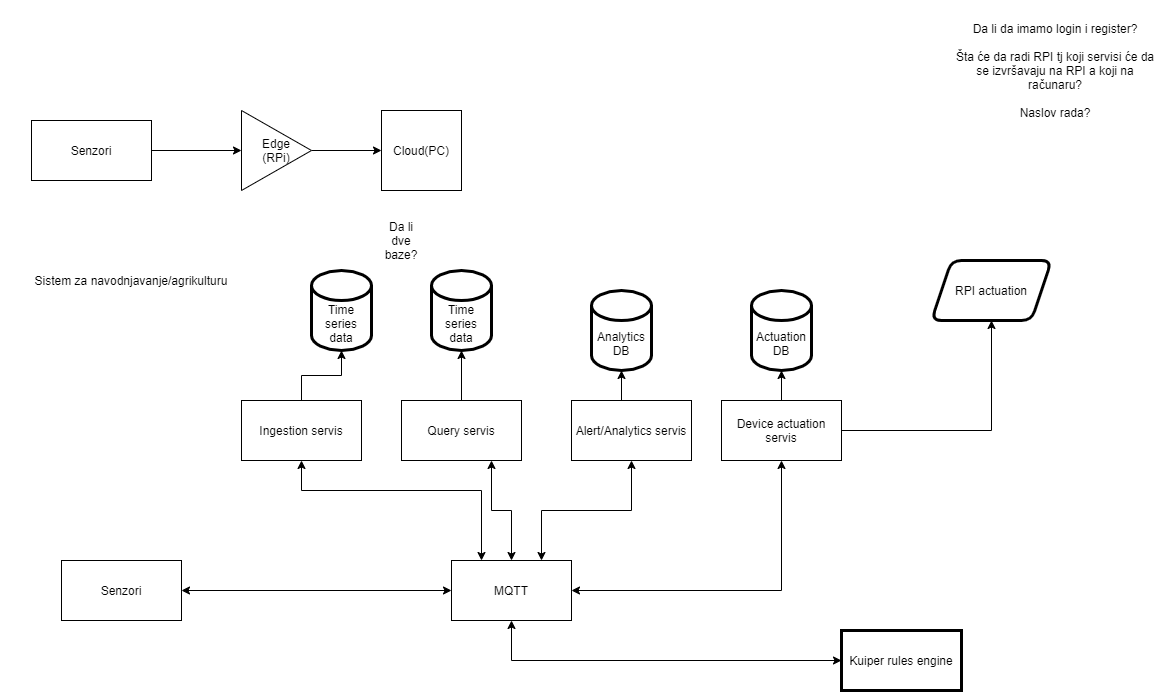 Da li da imamo login i register?
Šta će da radi RPI tj koji servisi će da
se izvršavaju na RPI a koji na
računaru?
Naslov rada?
Senzori
Edge
(RPi)
Cloud(PC)
Da li
dve
baze?
Sistem za navodnjavanje/agrikulturu
Time
series
data
Time
series
data
Analytics
DB
Actuation
DB
RPI actuation
Ingestion servis
Query servis
Alert/Analytics servis
Device actuation
servis
Senzori
MQTT
Kuiper rules engine